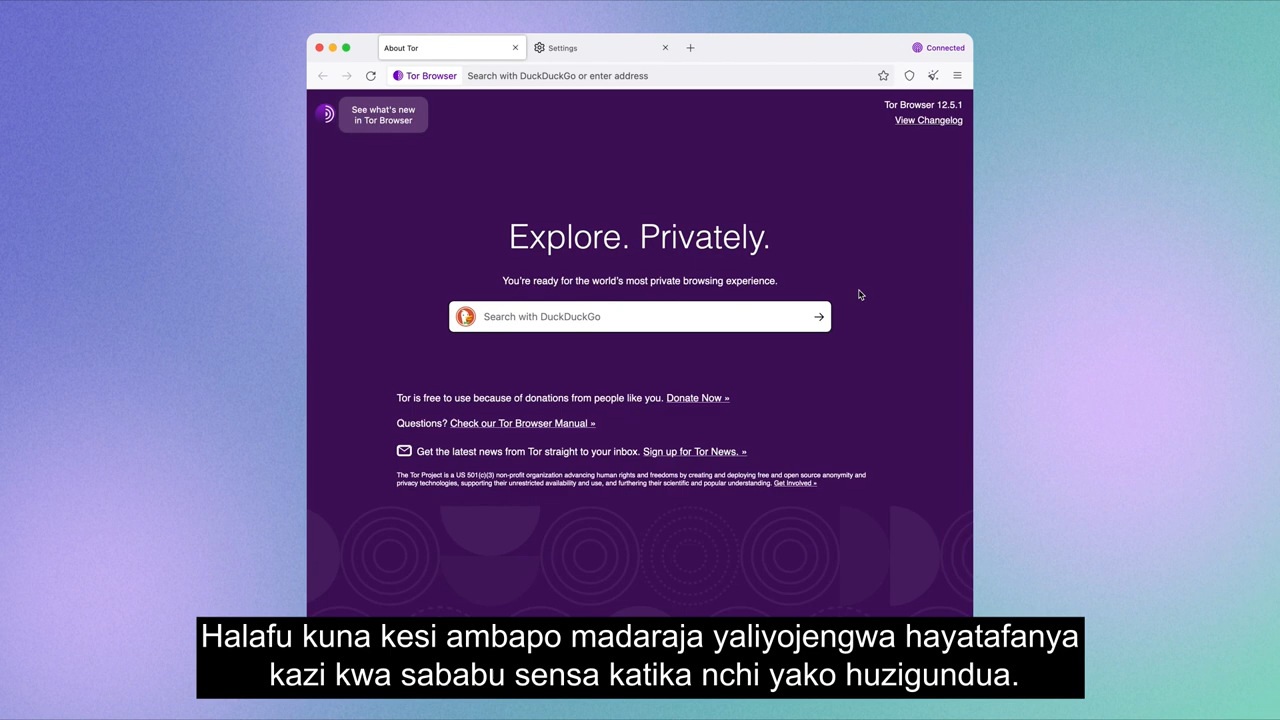 About Tor
Settings
Connected
Tor Browser
Search with DuckDuckGo or enter address
See what's new
in Tor Browser
Tor Browser 12.5.1
View Changelog
Explore. Privately.
You're ready for the world's most private browsing experience.
Search with DuckDuckGo
Tor is free to use because of donations from people like you. Donate Now »
Questions? Check our Tor Browser Manual »
Get the latest news from Tor straight to your inbox. Sign up for Tor News. »
The Tor Project is a US 501(c)(3) non-profit organization advancing human rights and freedoms by creating and deploying free and open source anonymity and
privacy technologies, supporting their unrestricted availability and use, and furthering their scientific and popular understanding. Get Involved »
Halafu kuna kesi ambapo madaraja yaliyojengwa hayatafanya
kazi kwa sababu sensa katika nchi yako huzigundua.